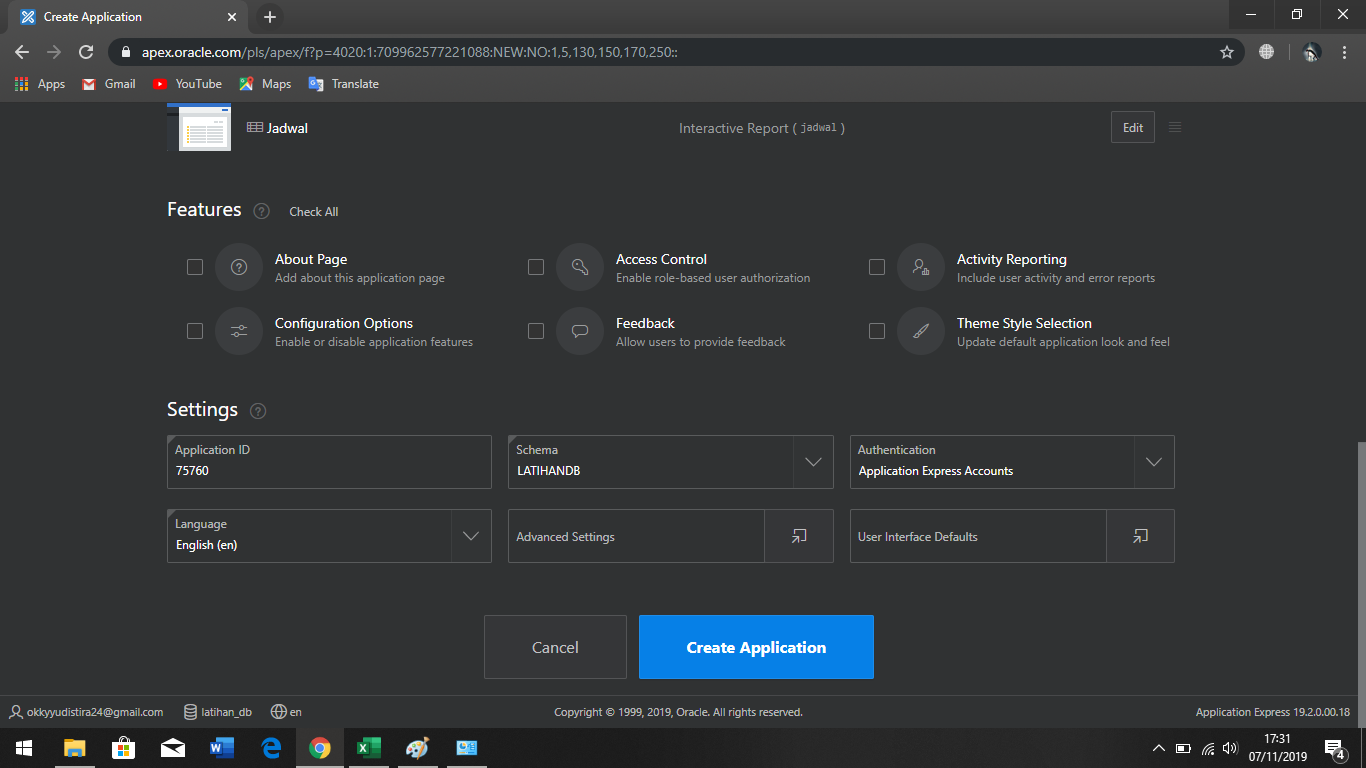 Create Application
apex.oracle.com/pls/apex/f?p=4020:1:709962577221088:NEW:NO:1,5,130,150,170,250::
Apps Gmail YouTube Maps Translate
Jadwal Interactive Report ( jadwal ) Edit
Features ? Check All
About Page
Add about this application page
Access Control
Enable role-based user authorization
Activity Reporting
Include user activity and error reports
Configuration Options
Enable or disable application features
Feedback
Allow users to provide feedback
Theme Style Selection
Update default application look and feel
Settings ?
Application ID
75760
Schema
LATIHANDB
Authentication
Application Express Accounts
Language
English (en)
Advanced Settings
User Interface Defaults
Cancel Create Application
okkyyudistira24@gmail.com latihan_db en Copyright © 1999, 2019, Oracle. All rights reserved. Application Express 19.2.0.00.18
17:31
07/11/2019
4